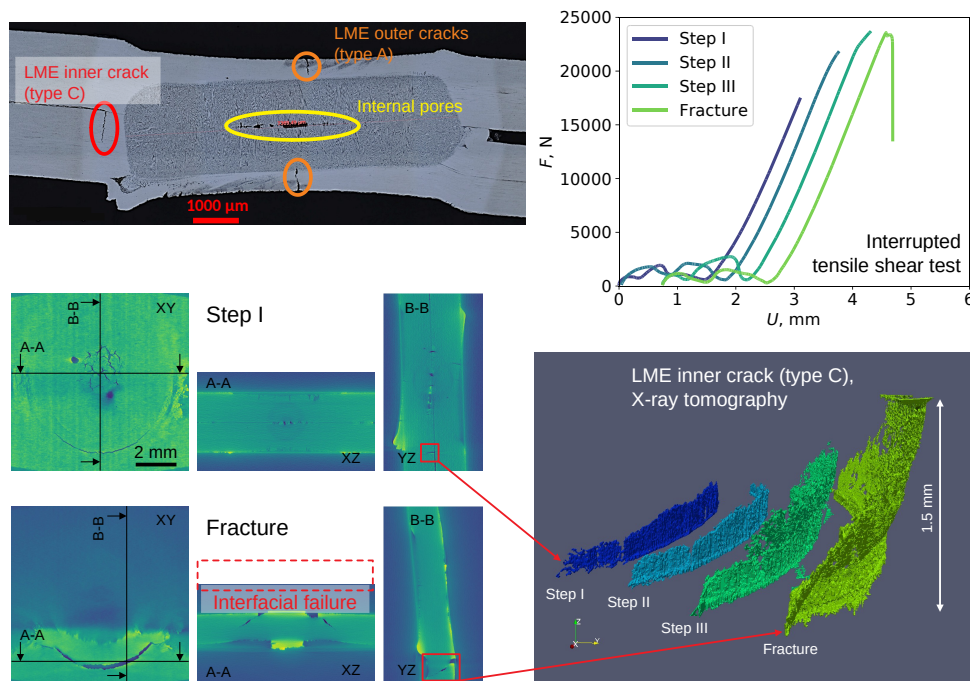 LME outer cracks
(type A)
LME inner crack
(type C)
Internal pores
1000 µm
25000
20000
15000
10000
5000
0
F, N
Step I
Step II
Step III
Fracture
Interrupted
tensile shear test
0
1
2
3
4
5
6
U, mm
Step I
XY
B-B
A-A
2 mm
A-A
XZ
B-B
YZ
Fracture
XY
B-B
A-A
Interfacial failure
A-A
XZ
B-B
YZ
LME inner crack (type C),
X-ray tomography
1.5 mm
Step I
Step II
Step III
Fracture
Z
X
Y